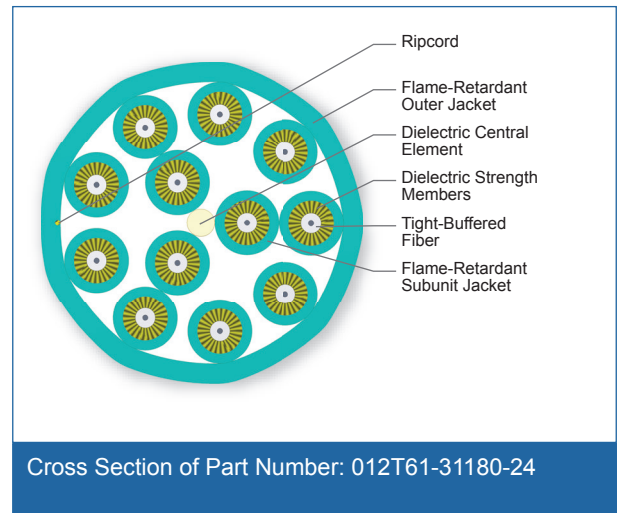 Ripcord
Flame-Retardant
Outer Jacket
Dielectric Central
Element
Dielectric Strength
Members
Tight-Buffered
Fiber
Flame-Retardant
Subunit Jacket
Cross Section of Part Number: 012T61-31180-24